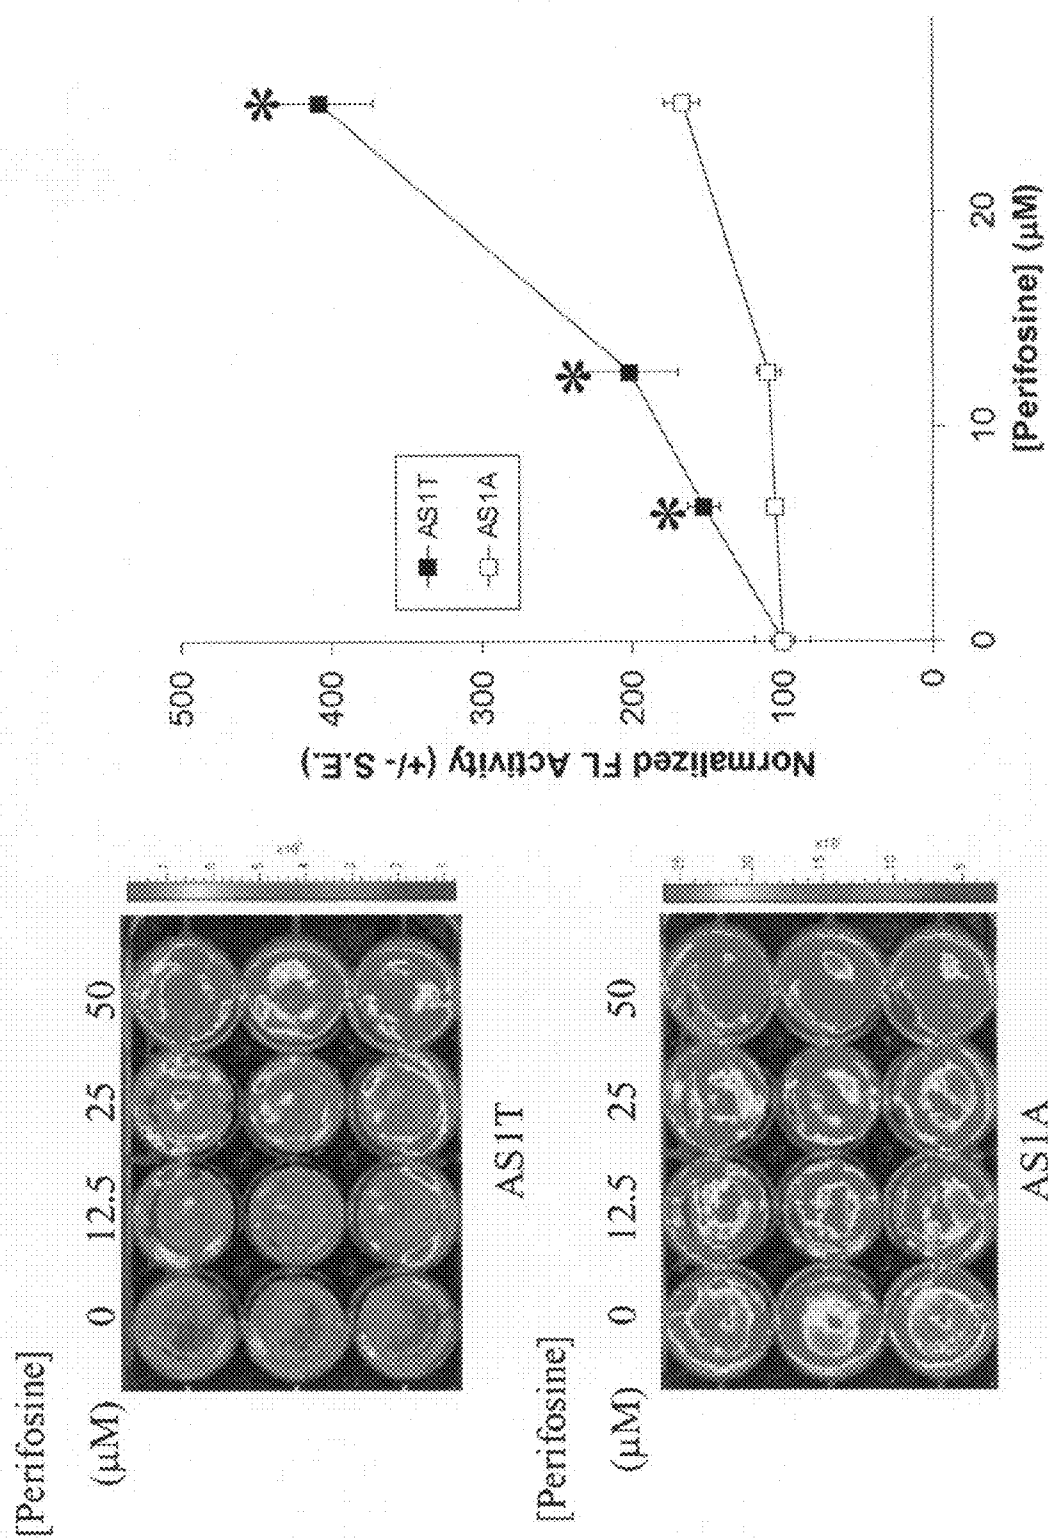 [Perifosine]
(µM)
0 12.5 25 50
AS1T
[Perifosine]
(µM)
0 12.5 25 50
AS1A
Normalized FL Activity (+/- S.E.)
500
400
300
200
100
0
AS1T
AS1A
*
*
*
0 10 20
[Perifosine] (µM)